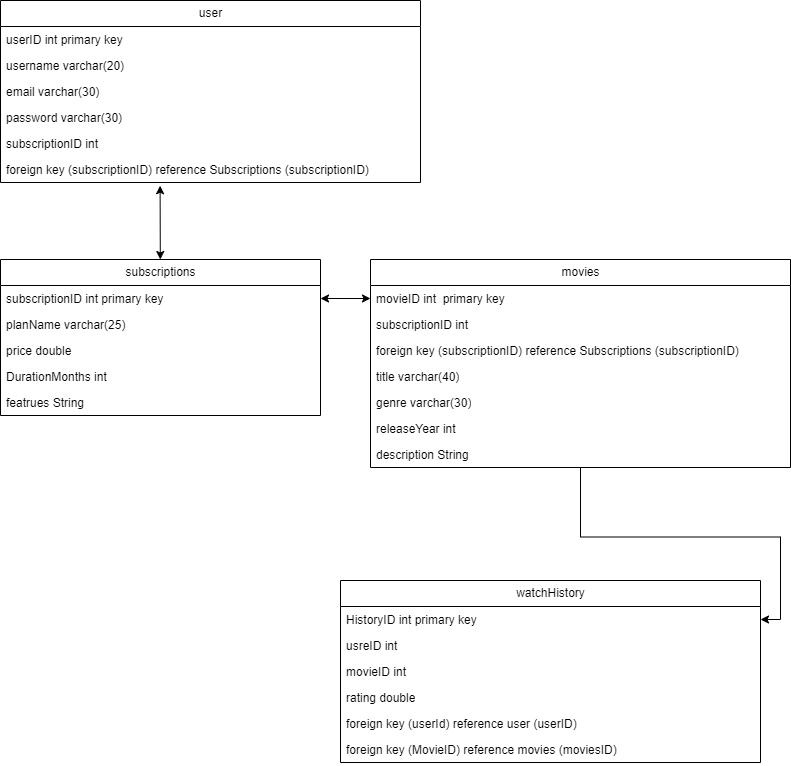 user
userID int primary key
username varchar(20)
email varchar(30)
password varchar(30)
subscriptionID int
foreign key (subscriptionID) reference Subscriptions (subscriptionID)
subscriptions
subscriptionID int primary key
planName varchar(25)
price double
DurationMonths int
featrues String
movies
movieID int  primary key
subscriptionID int
foreign key (subscriptionID) reference Subscriptions (subscriptionID)
title varchar(40)
genre varchar(30)
releaseYear int
description String
watchHistory
HistoryID int primary key
usreID int
movieID int
rating double
foreign key (userId) reference user (userID)
foreign key (MovieID) reference movies (moviesID)